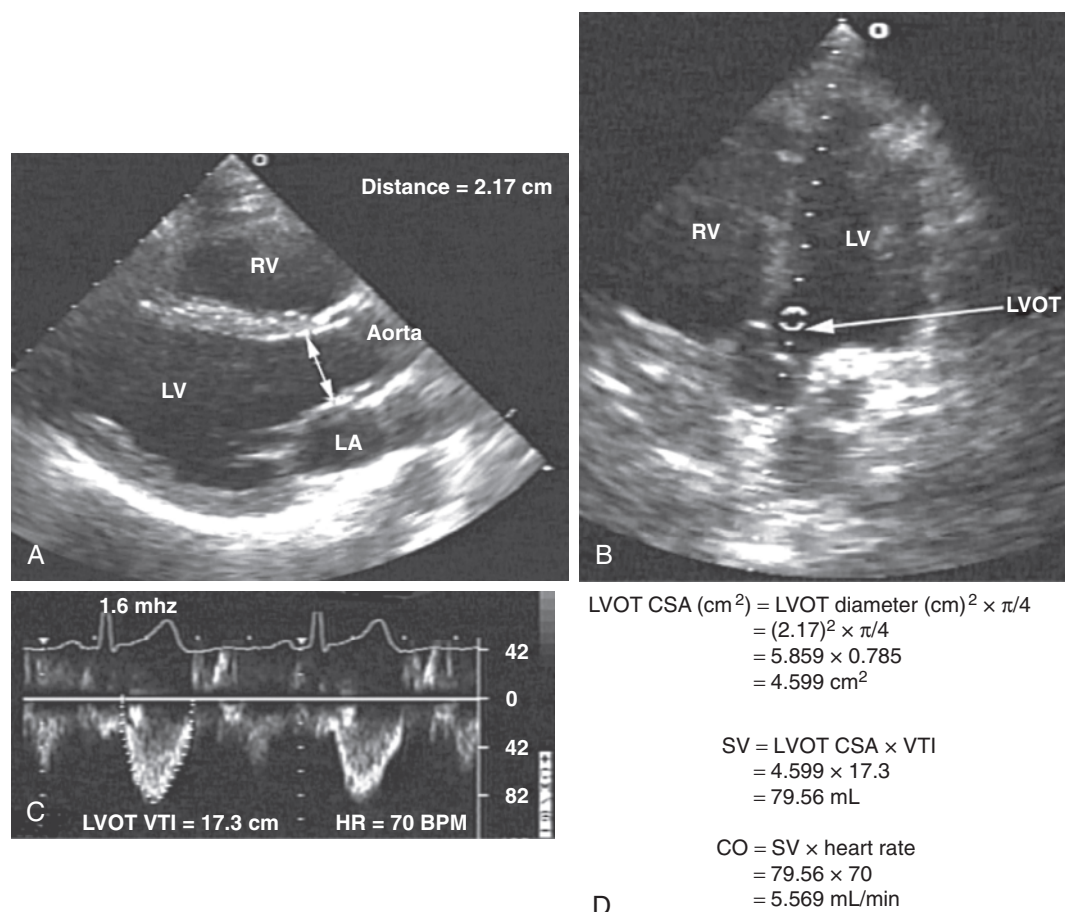 Distance = 2.17 cm
RV
Aorta
LV
LA
A
RV
LV
LVOT
B
1.6 mhz
42
0
42
82
C
LVOT VTI = 17.3 cm HR = 70 BPM
LVOT CSA (cm²) = LVOT diameter (cm)² × π/4
= (2.17)² × π/4
= 5.859 × 0.785
= 4.599 cm²
SV = LVOT CSA × VTI
= 4.599 × 17.3
= 79.56 mL
CO = SV × heart rate
= 79.56 × 70
= 5.569 mL/min
D